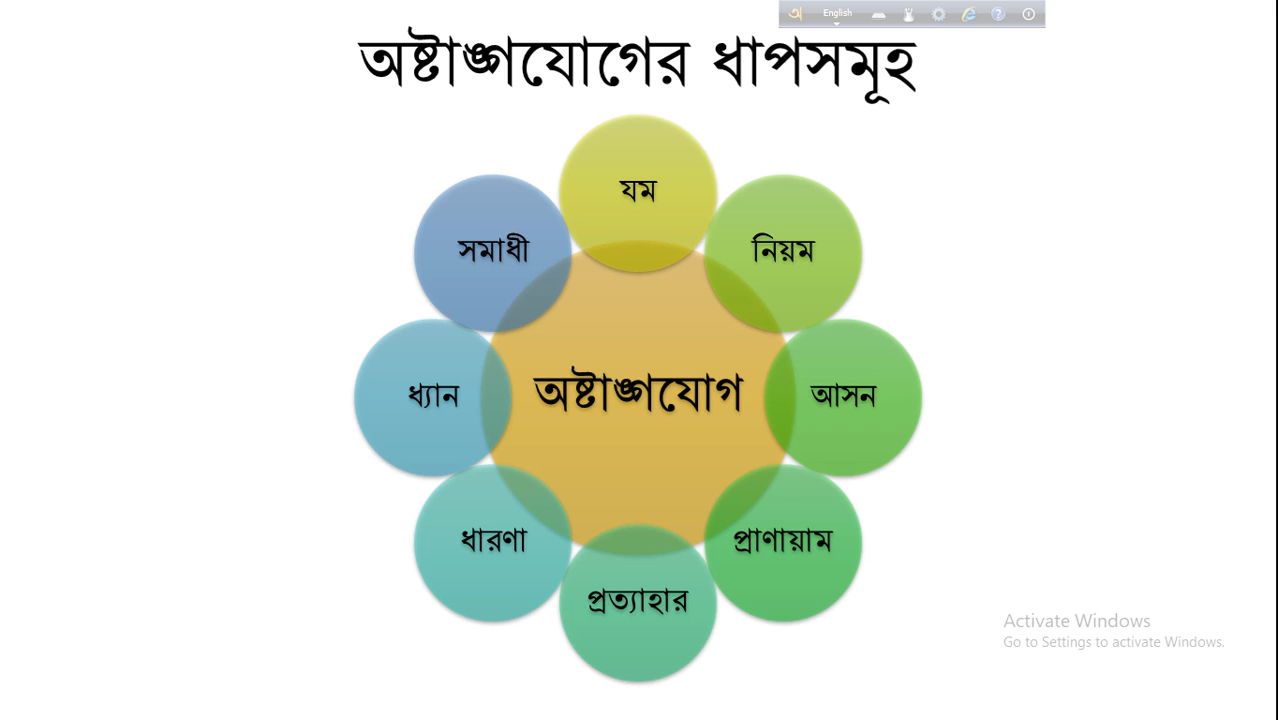 অ English
অষ্টাঙ্গযোগের ধাপসমূহ
যম
নিয়ম
আসন
প্রাণায়াম
প্রত্যাহার
ধারণা
ধ্যান
সমাধী
অষ্টাঙ্গযোগ
Activate Windows
Go to Settings to activate Windows.